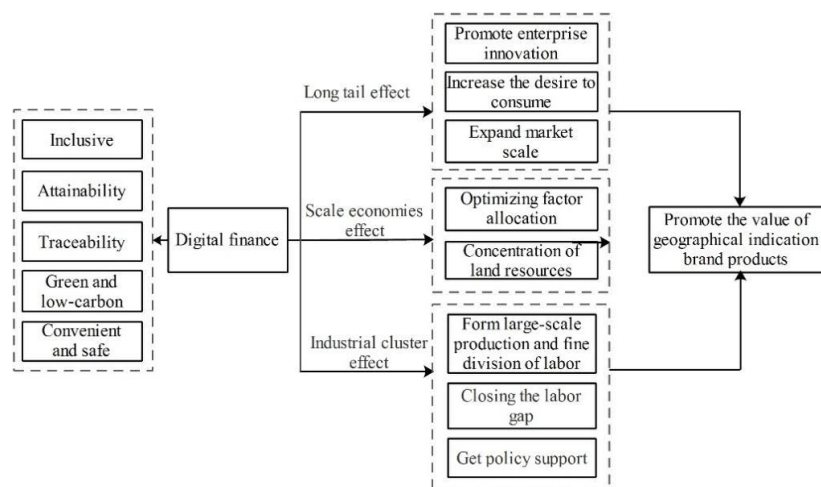 Inclusive
Attainability
Traceability
Green and
low-carbon
Convenient
and safe
Digital finance
Long tail effect
Scale economies
effect
Industrial cluster
effect
Promote enterprise
innovation
Increase the desire to
consume
Expand market
scale
Optimizing factor
allocation
Concentration of
land resources
Form large-scale
production and fine
division of labor
Closing the labor
gap
Get policy support
Promote the value of
geographical indication
brand products